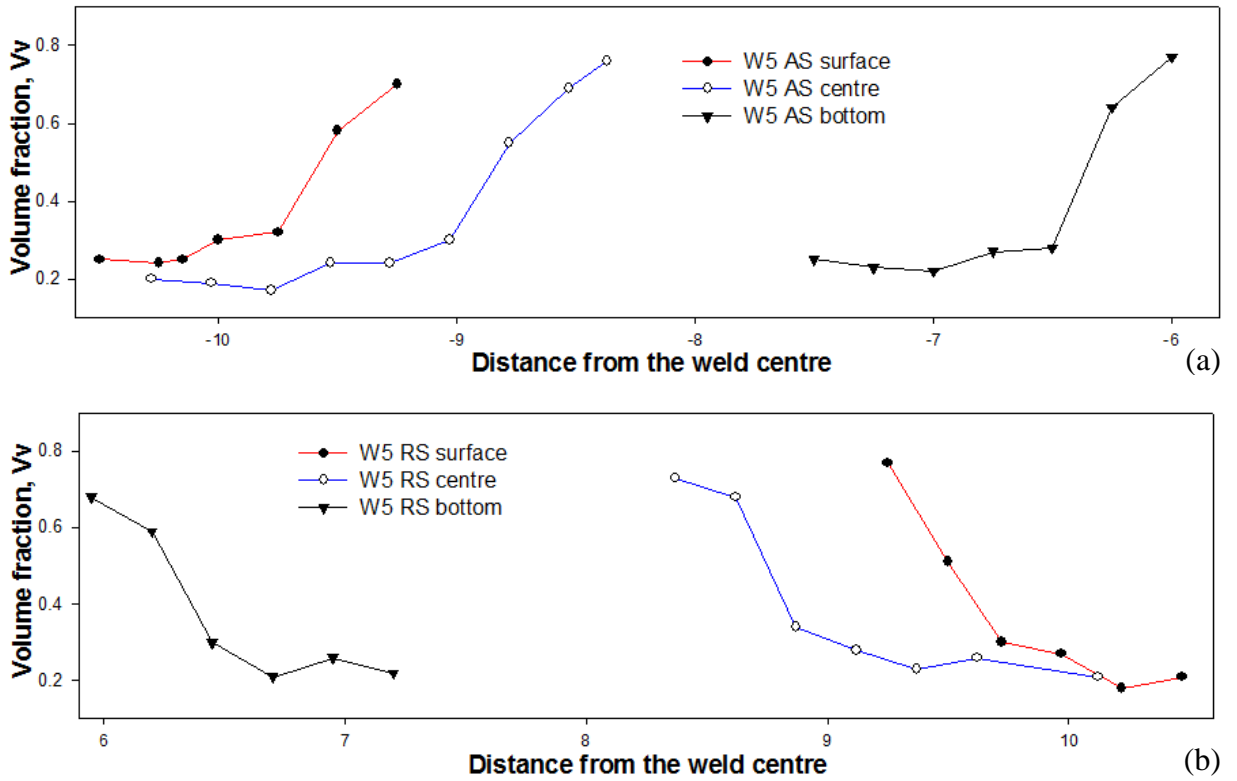 0.8
0.6
0.4
0.2
Volume fraction, Vv
W5 AS surface
W5 AS centre
W5 AS bottom
-10 -9 -8 -7 -6
Distance from the weld centre
(a)
0.8
0.6
0.4
0.2
Volume fraction, Vv
W5 RS surface
W5 RS centre
W5 RS bottom
6 7 8 9 10
Distance from the weld centre
(b)